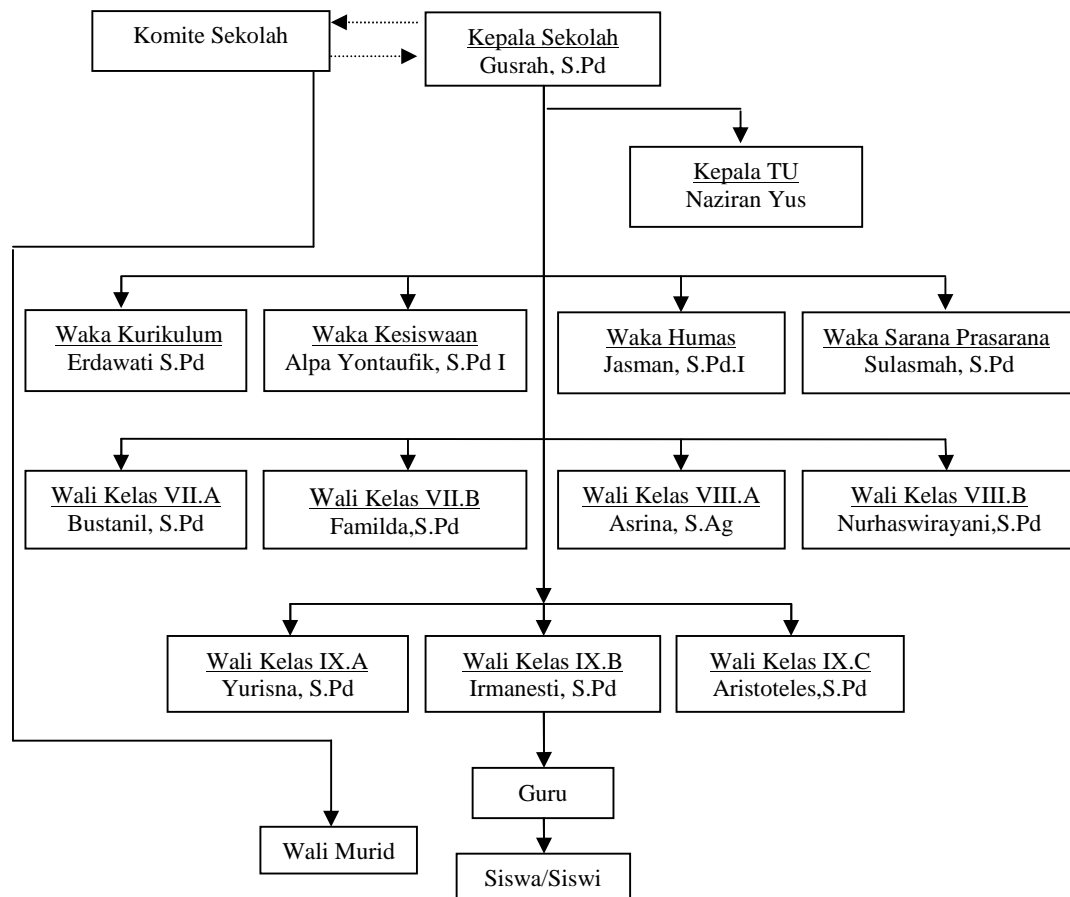 Komite Sekolah
Kepala Sekolah
Gusrah, S.Pd
Kepala TU
Naziran Yus
Waka Kurikulum
Erdawati S.Pd
Waka Kesiswaan
Alpa Yontaufik, S.Pd I
Waka Humas
Jasman, S.Pd.I
Waka Sarana Prasarana
Sulasmah, S.Pd
Wali Kelas VII.A
Bustanil, S.Pd
Wali Kelas VII.B
Familda,S.Pd
Wali Kelas VIII.A
Asrina, S.Ag
Wali Kelas VIII.B
Nurhaswirayani,S.Pd
Wali Kelas IX.A
Yurisna, S.Pd
Wali Kelas IX.B
Irmanesti, S.Pd
Wali Kelas IX.C
Aristoteles,S.Pd
Guru
Wali Murid
Siswa/Siswi